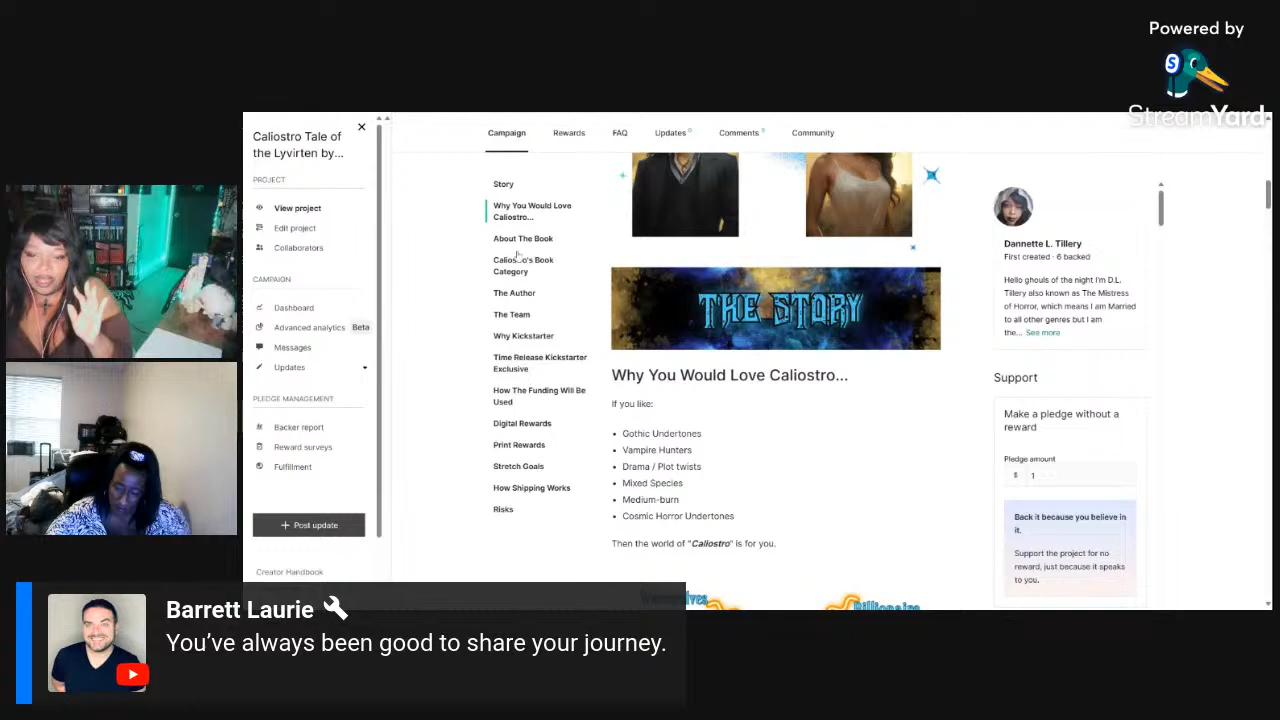 Powered by
StreamYard
Caliostro Tale of
the Lyvirten by...
PROJECT
View project
Edit project
Collaborators
CAMPAIGN
Dashboard
Advanced analytics Beta
Messages
Updates
PLEDGE MANAGEMENT
Backer report
Reward surveys
Fulfillment
+ Post update
Creator Handbook
Campaign Rewards FAQ Updates Comments Community
Story
Why You Would Love
Caliostro...
About The Book
Caliostro's Book
Category
The Author
The Team
Why Kickstarter
Time Release Kickstarter
Exclusive
How The Funding Will Be
Used
Digital Rewards
Print Rewards
Stretch Goals
How Shipping Works
Risks
THE STORY
Why You Would Love Caliostro...
If you like:
• Gothic Undertones
• Vampire Hunters
• Drama / Plot twists
• Mixed Species
• Medium-burn
• Cosmic Horror Undertones
Then the world of "Caliostro" is for you.
Werewolves
Billionaire
Dannette L. Tillery
First created · 6 backed
Hello ghouls of the night I'm D.L.
Tillery also known as The Mistress
of Horror, which means I am Married
to all other genres but I am
the... See more
Support
Make a pledge without a
reward
Pledge amount
$ 1
Back it because you believe in
it.
Support the project for no
reward, just because it speaks
to you.
Barrett Laurie
You've always been good to share your journey.